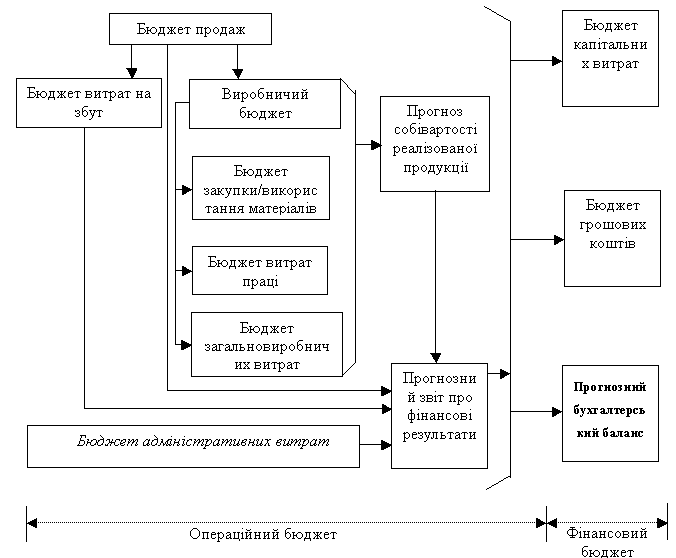 Бюджет продаж
Бюджет витрат на
збут
Виробничий
бюджет
Бюджет
закупки/викорис
тання матеріалів
Бюджет витрат
праці
Бюджет
загальновиробнич
их витрат
Прогноз
собівартості
реалізованої
продукції
Прогнозни
й звіт про
фінансові
результати
Бюджет адміністративних витрат
Бюджет
капітальни
х витрат
Бюджет
грошових
коштів
Прогнозний
бухгалтерсь
кий баланс
Операційний бюджет
Фінансовий
бюджет